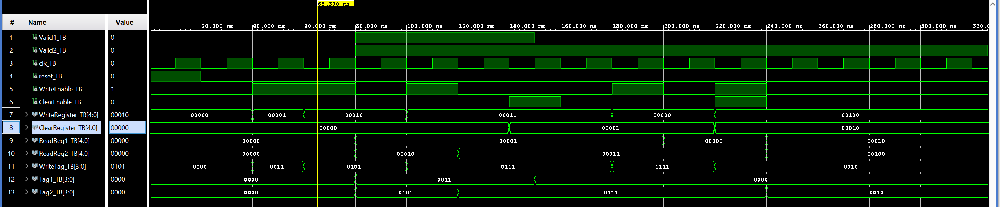 65.390 ns
# Name Value
20.000 ns 40.000 ns 60.000 ns 80.000 ns 100.000 ns 120.000 ns 140.000 ns 160.000 ns 180.000 ns 200.000 ns 220.000 ns 240.000 ns 260.000 ns 280.000 ns 300.000 ns 320.0
1 Valid1_TB 0
2 Valid2_TB 0
3 clk_TB 0
4 reset_TB 0
5 WriteEnable_TB 1
6 ClearEnable_TB 0
7 > WriteRegister_TB[4:0] 00010 00000 00001 00010 00011 00000 00100
8 > ClearRegister_TB[4:0] 00000 00000 00001 00010
9 > ReadReg1_TB[4:0] 00000 00000 00001 00000 00010
10 > ReadReg2_TB[4:0] 00000 00000 00010 00011 00100
11 > WriteTag_TB[3:0] 0101 0000 0011 0101 0111 1111 0010
12 > Tag1_TB[3:0] 0000 0000 0011 0000
13 > Tag2_TB[3:0] 0000 0000 0101 0111 0010